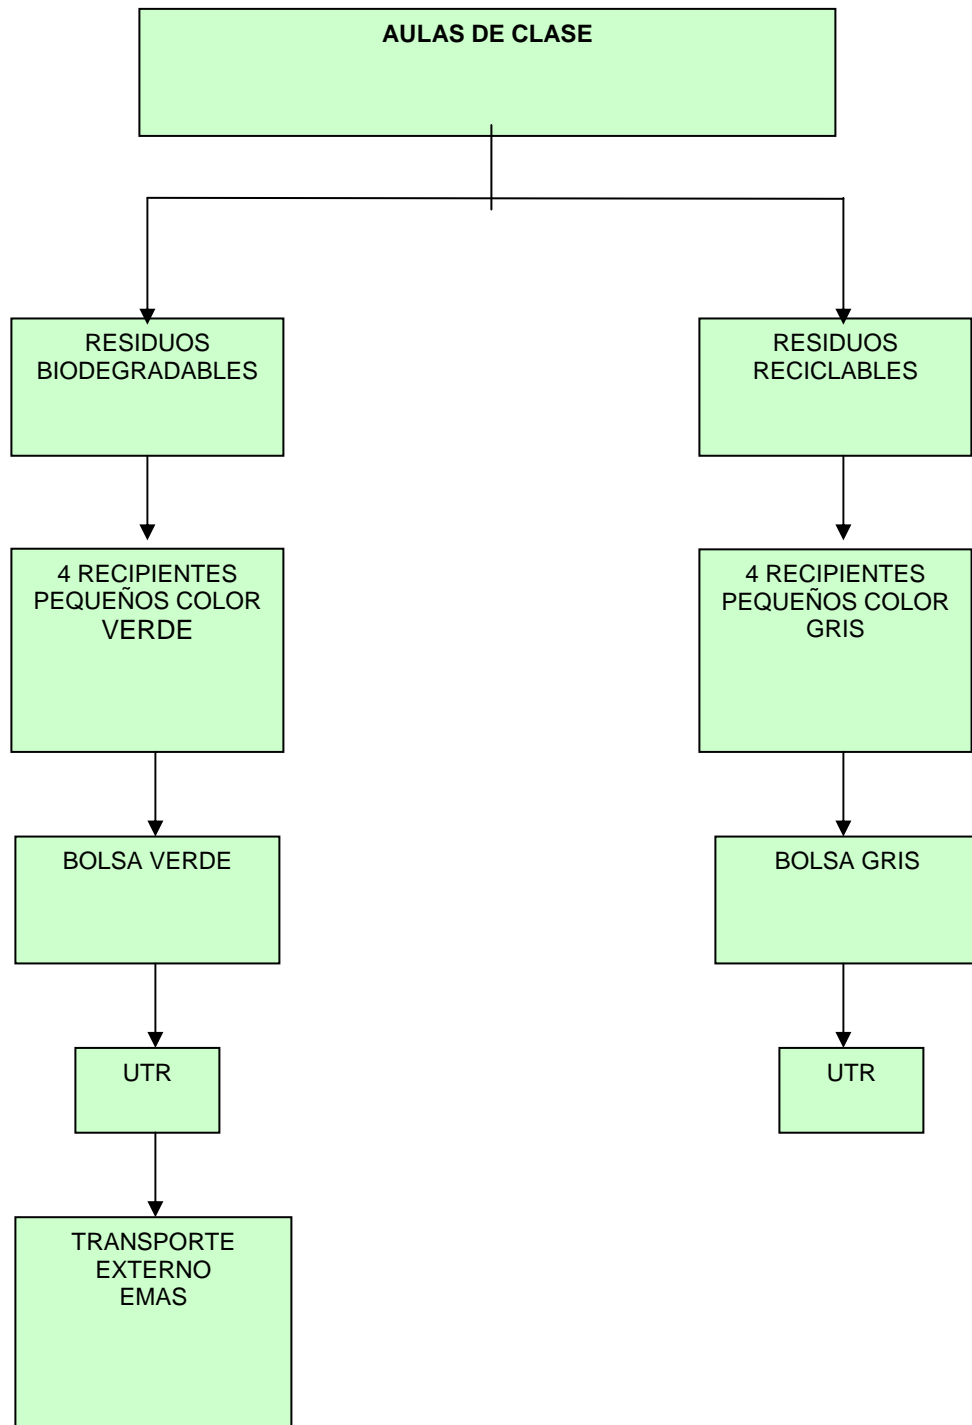 AULAS DE CLASE
RESIDUOS
BIODEGRADABLES
RESIDUOS
RECICLABLES
4 RECIPIENTES
PEQUEÑOS COLOR
VERDE
4 RECIPIENTES
PEQUEÑOS COLOR
GRIS
BOLSA VERDE
BOLSA GRIS
UTR
UTR
TRANSPORTE
EXTERNO
EMAS